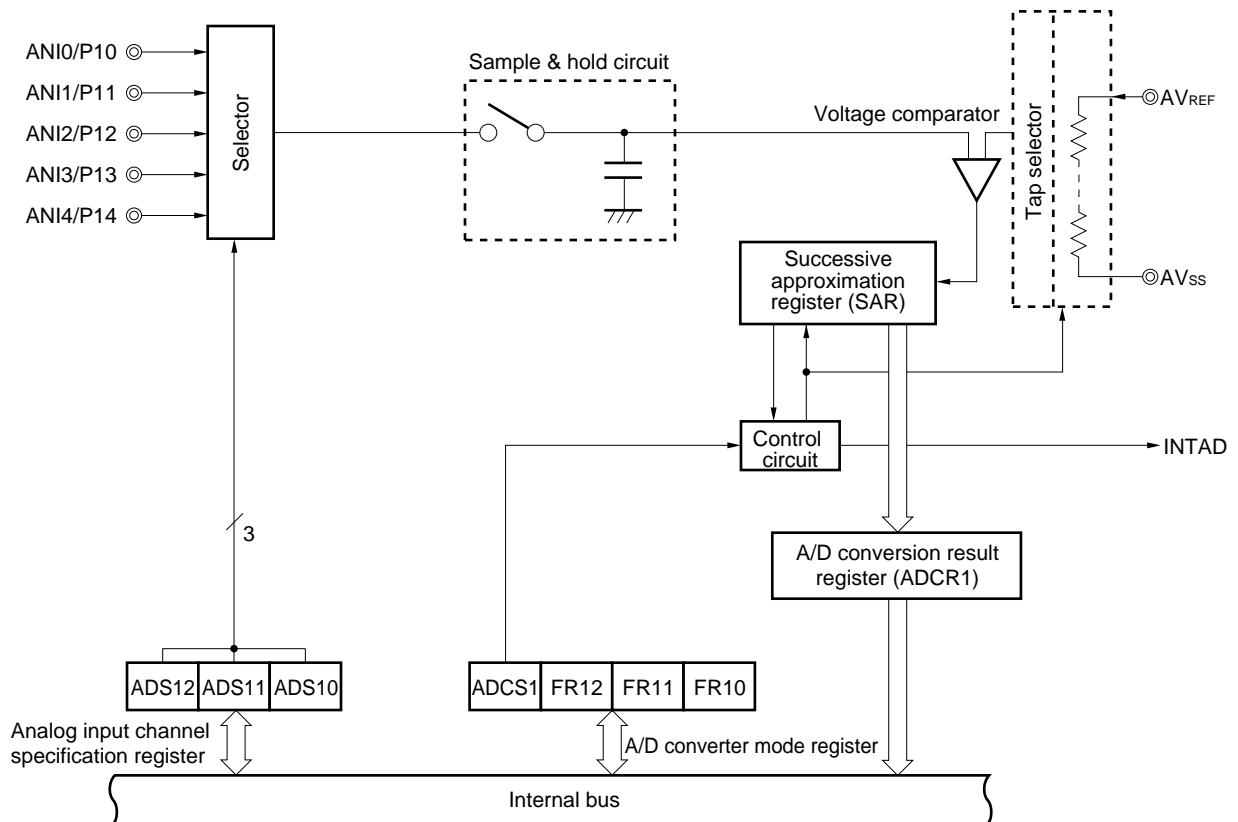 ANI0/P10
ANI1/P11
ANI2/P12
ANI3/P13
ANI4/P14
Selector
Sample & hold circuit
Voltage comparator
Tap selector
AVREF
AVSS
Successive
approximation
register (SAR)
Control
circuit
INTAD
3
A/D conversion result
register (ADCR1)
ADS12 ADS11 ADS10
ADCS1 FR12 FR11 FR10
Analog input channel
specification register
A/D converter mode register
Internal bus